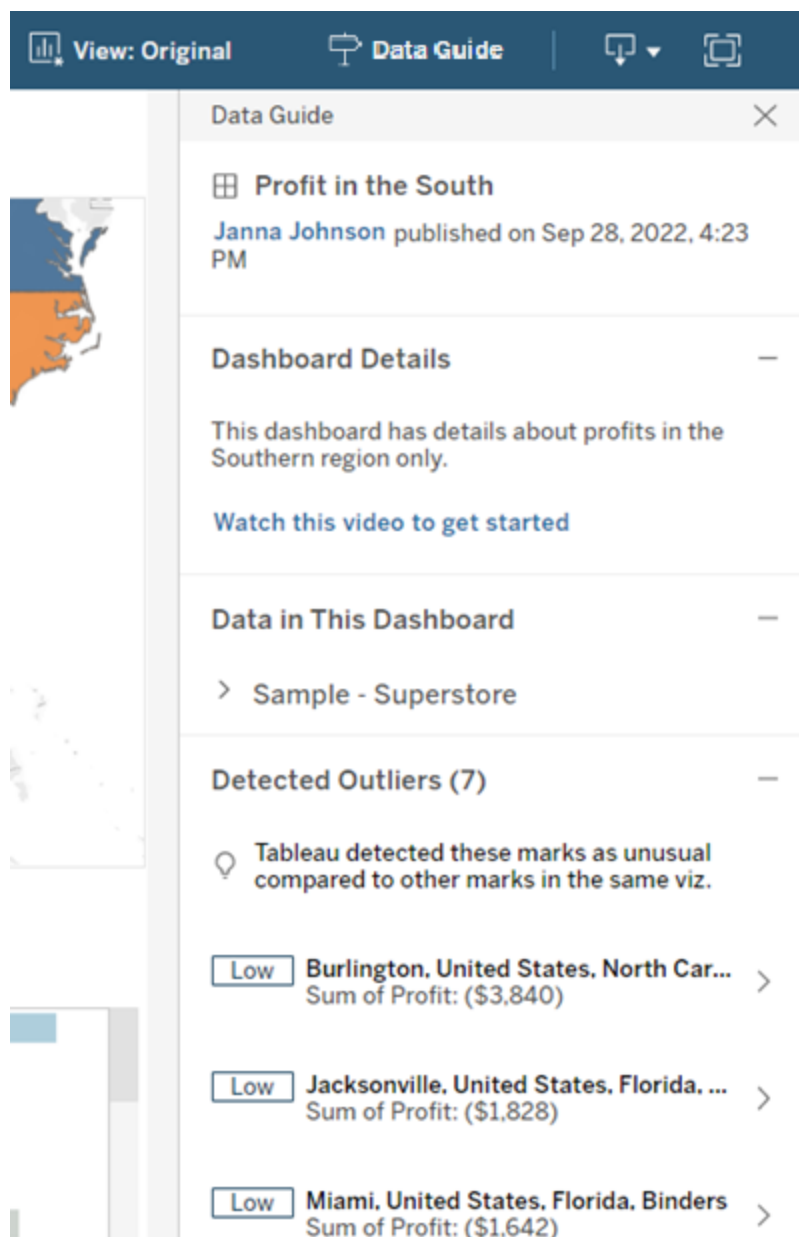 View: Original
Data Guide
Data Guide
Profit in the South
Janna Johnson published on Sep 28, 2022, 4:23
PM
Dashboard Details
This dashboard has details about profits in the
Southern region only.
Watch this video to get started
Data in This Dashboard
Sample - Superstore
Detected Outliers (7)
Tableau detected these marks as unusual
compared to other marks in the same viz.
Low
Burlington, United States, North Car...
Sum of Profit: ($3,840)
Low
Jacksonville, United States, Florida, ...
Sum of Profit: ($1,828)
Low
Miami, United States, Florida, Binders
Sum of Profit: ($1,642)